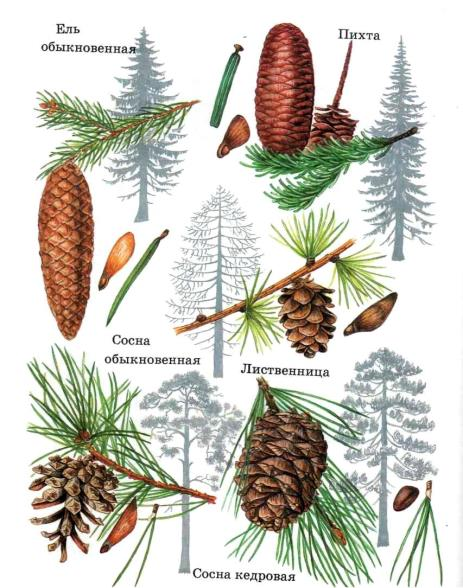 Ель
обыкновенная
Пихта
Сосна
обыкновенная
Лиственница
Сосна кедровая